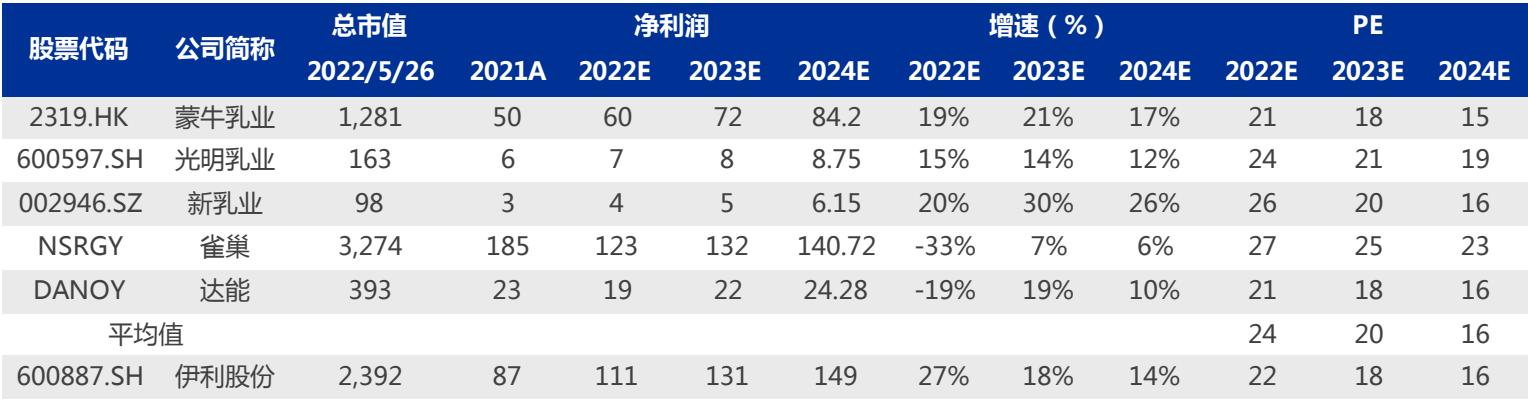 股票代码 公司简称 总市值 净利润 增速（%） PE
2022/5/26 2021A 2022E 2023E 2024E 2022E 2023E 2024E 2022E 2023E 2024E
2319.HK 蒙牛乳业 1,281 50 60 72 84.2 19% 21% 17% 21 18 15
600597.SH 光明乳业 163 6 7 8 8.75 15% 14% 12% 24 21 19
002946.SZ 新乳业 98 3 4 5 6.15 20% 30% 26% 26 20 16
NSRGY 雀巢 3,274 185 123 132 140.72 -33% 7% 6% 27 25 23
DANOY 达能 393 23 19 22 24.28 -19% 19% 10% 21 18 16
平均值 24 20 16
600887.SH 伊利股份 2,392 87 111 131 149 27% 18% 14% 22 18 16